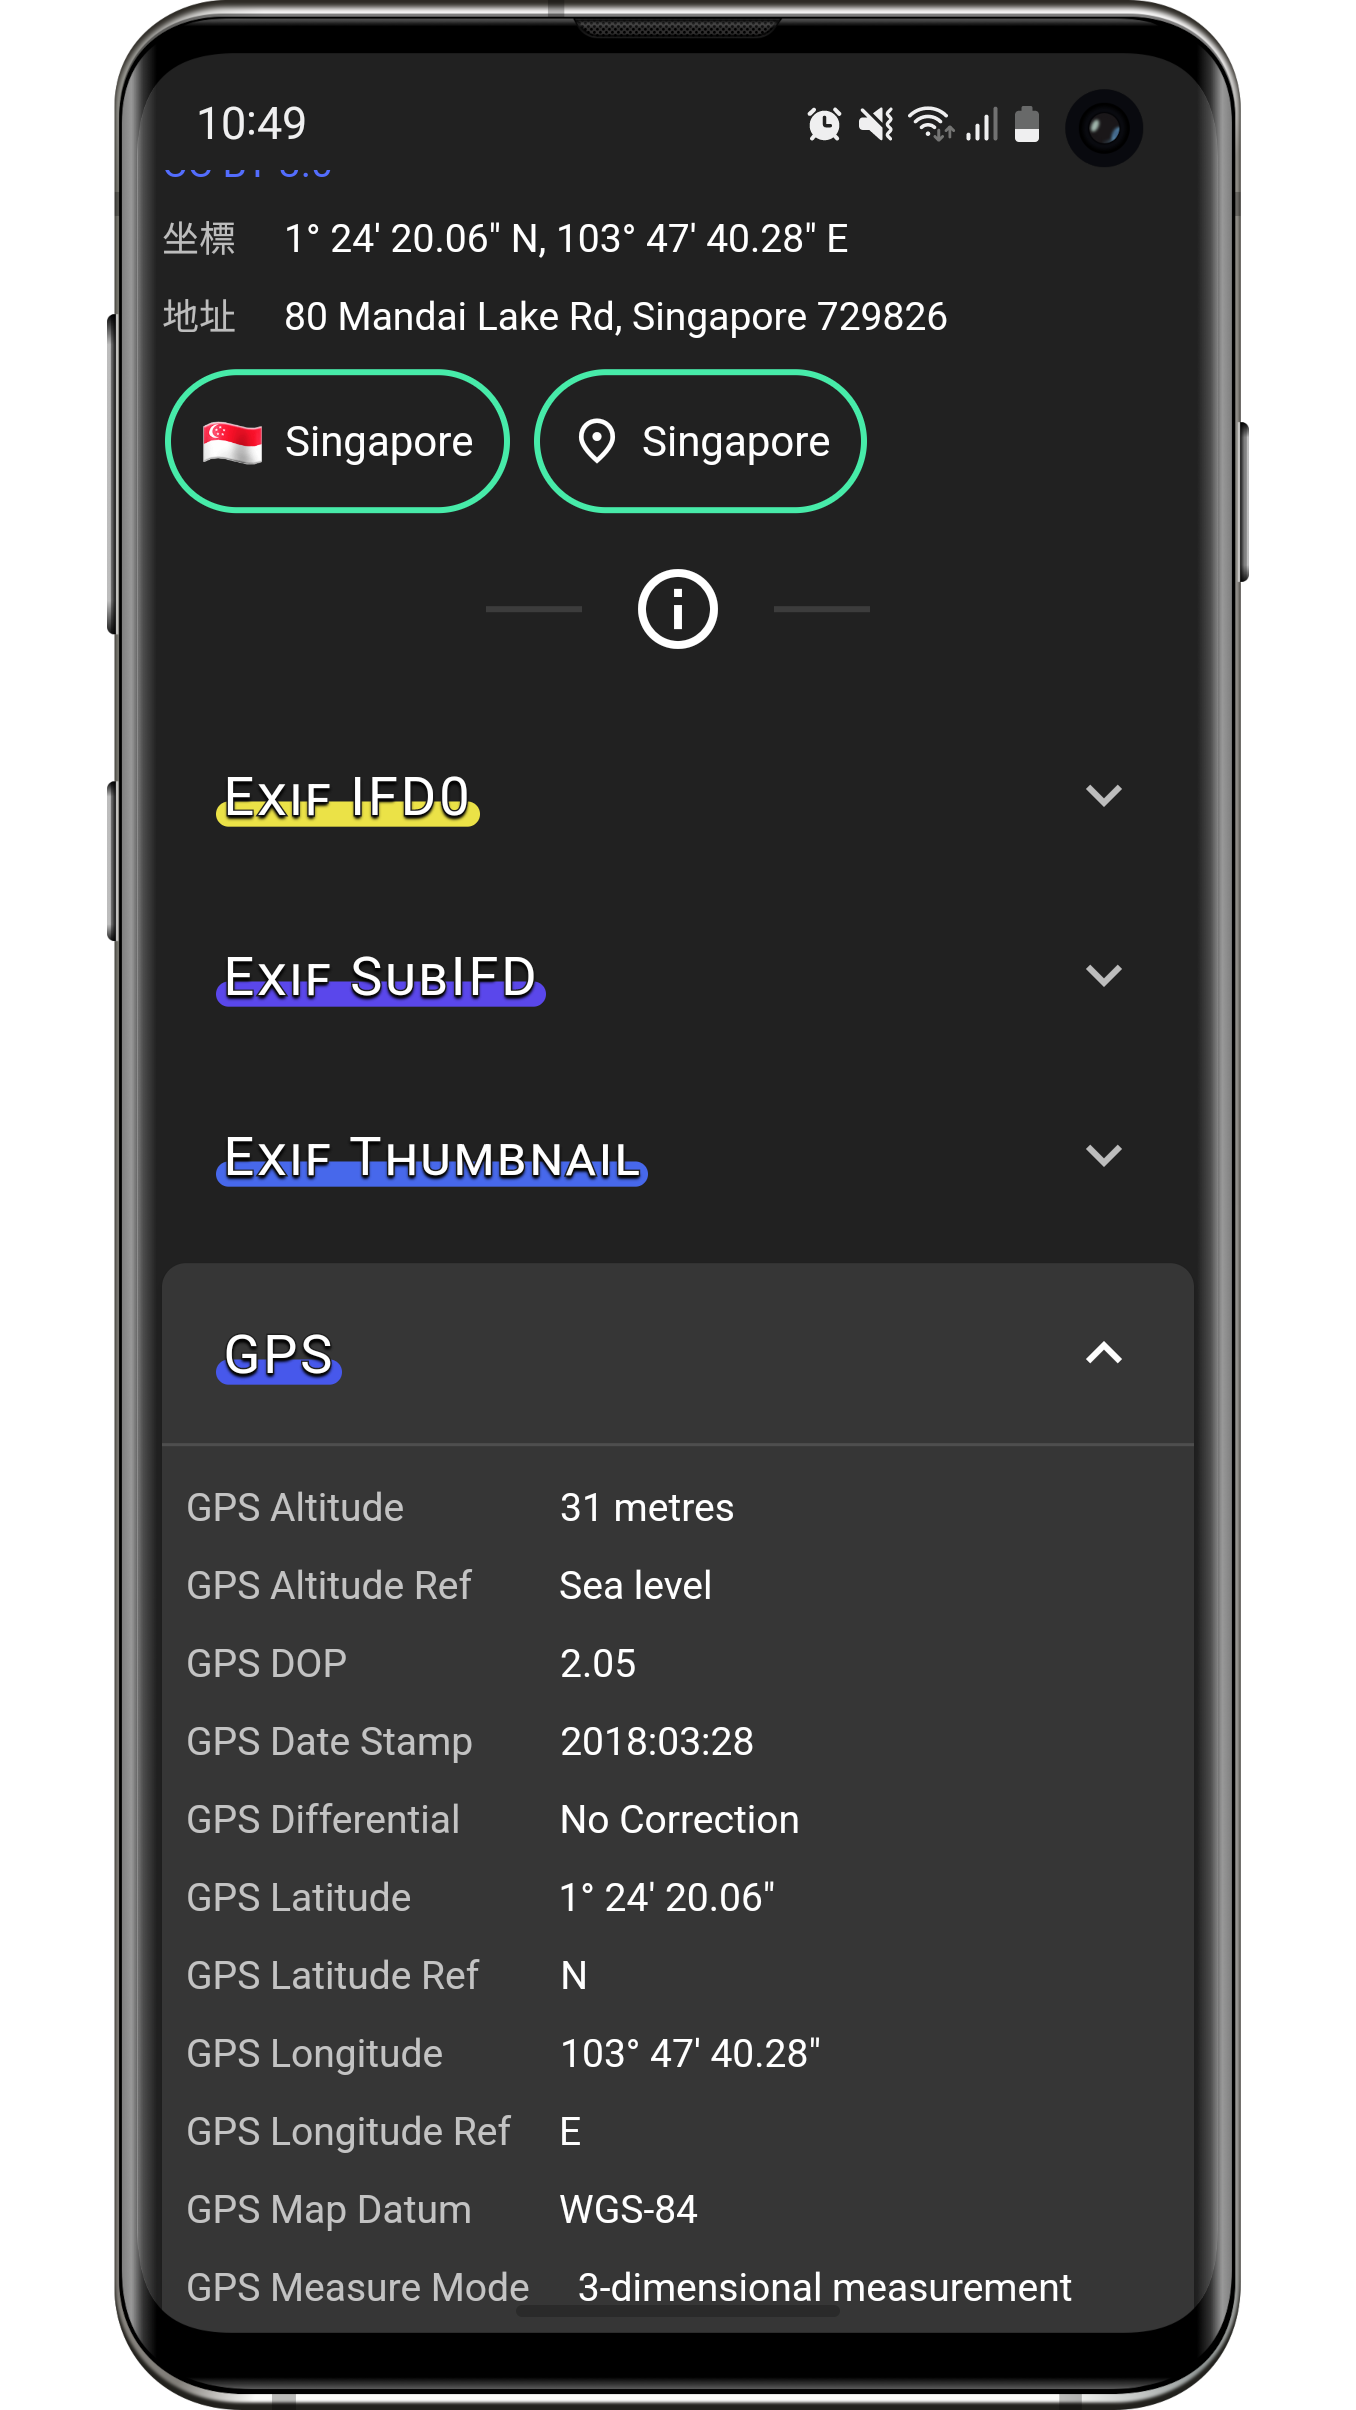 10:49
坐標 1° 24' 20.06" N, 103° 47' 40.28" E
地址 80 Mandai Lake Rd, Singapore 729826
Singapore Singapore
Exif IFD0
Exif SubIFD
Exif Thumbnail
GPS
GPS Altitude 31 metres
GPS Altitude Ref Sea level
GPS DOP 2.05
GPS Date Stamp 2018:03:28
GPS Differential No Correction
GPS Latitude 1° 24' 20.06"
GPS Latitude Ref N
GPS Longitude 103° 47' 40.28"
GPS Longitude Ref E
GPS Map Datum WGS-84
GPS Measure Mode 3-dimensional measurement